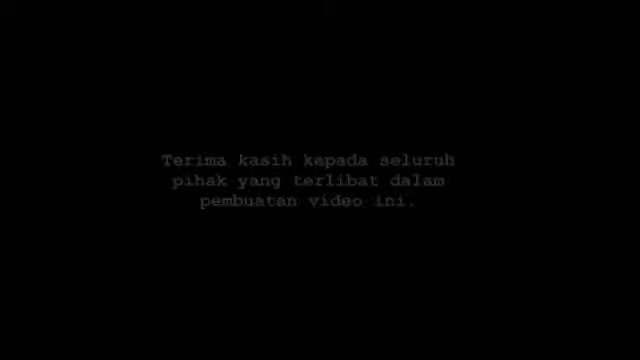 Terima kasih kepada seluruh
pihak yang terlibat dalam
pembuatan video ini.